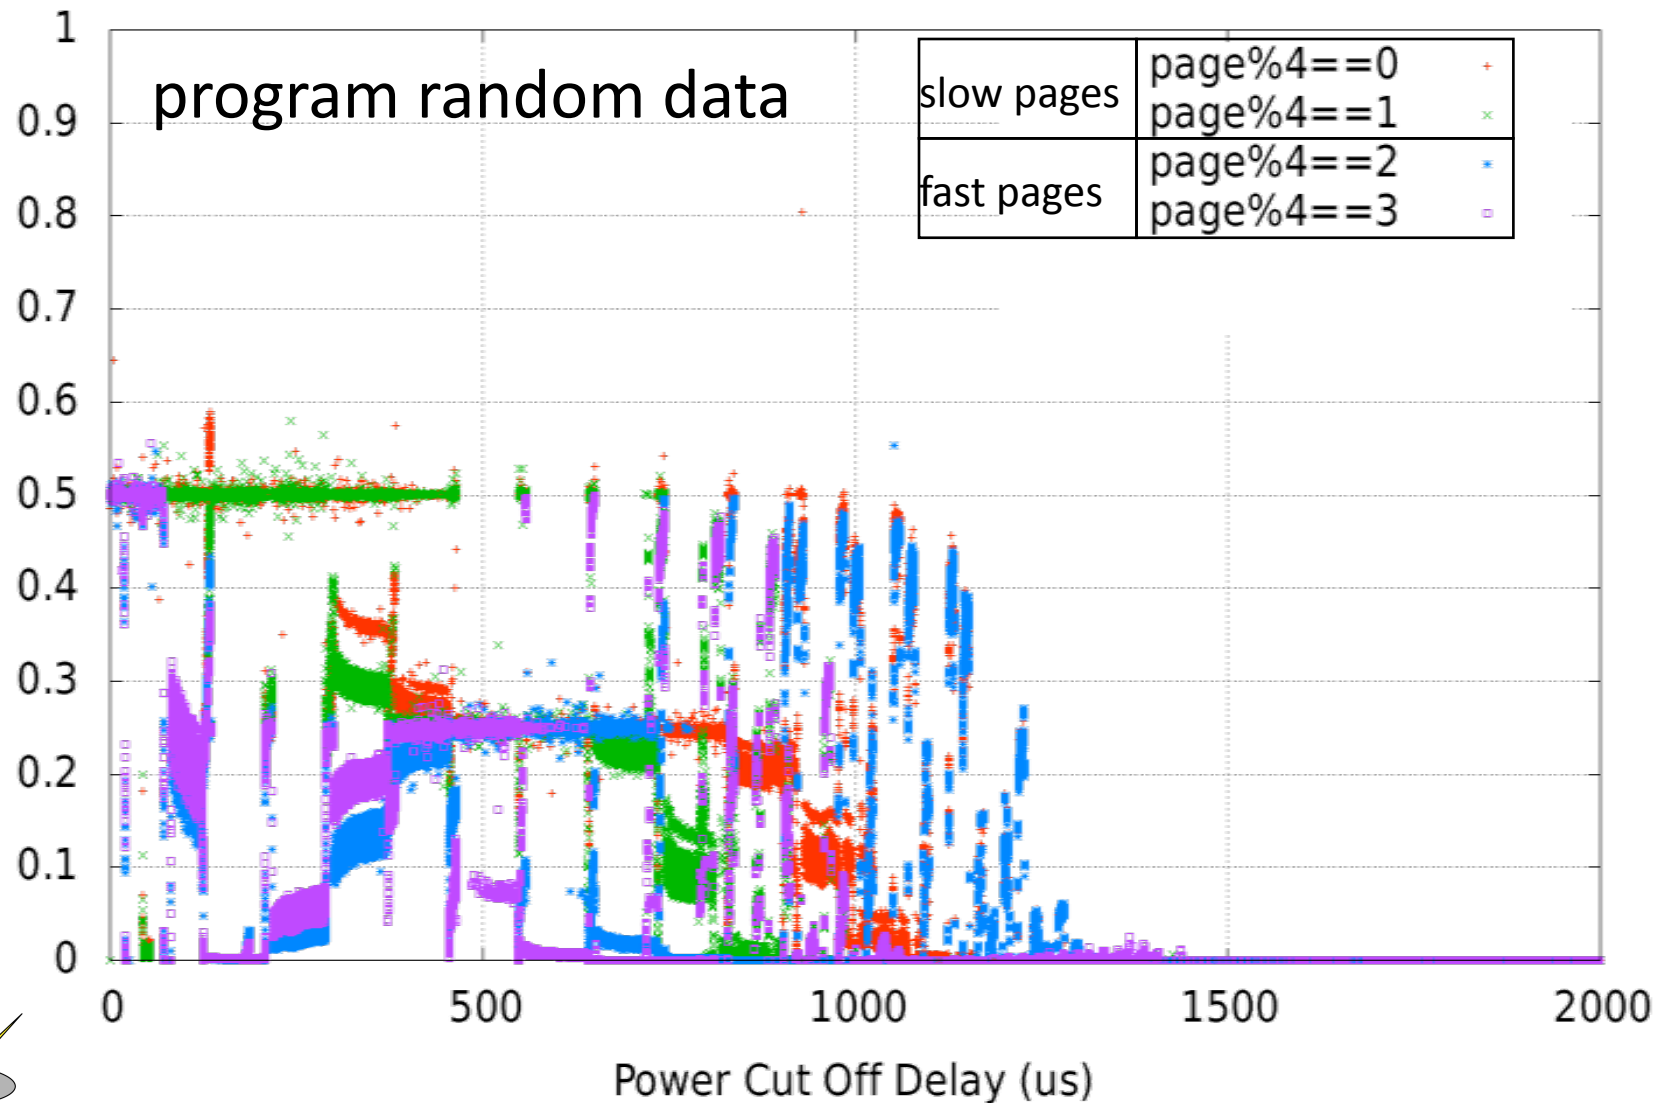 program random data
slow pages
page%4==0
page%4==1
fast pages
page%4==2
page%4==3
1
0.9
0.8
0.7
0.6
0.5
0.4
0.3
0.2
0.1
0
0 500 1000 1500 2000
Power Cut Off Delay (us)